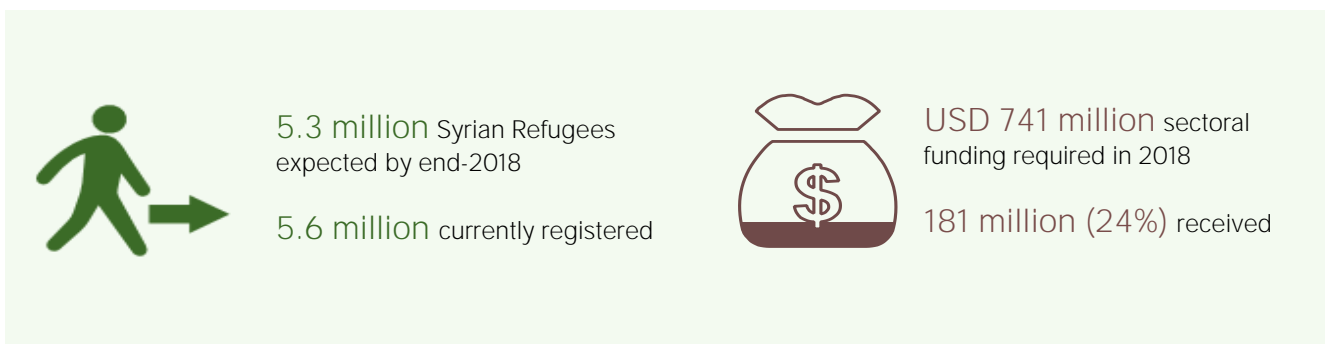 5.3 million Syrian Refugees
expected by end-2018
5.6 million currently registered
$
USD 741 million sectoral
funding required in 2018
181 million (24%) received